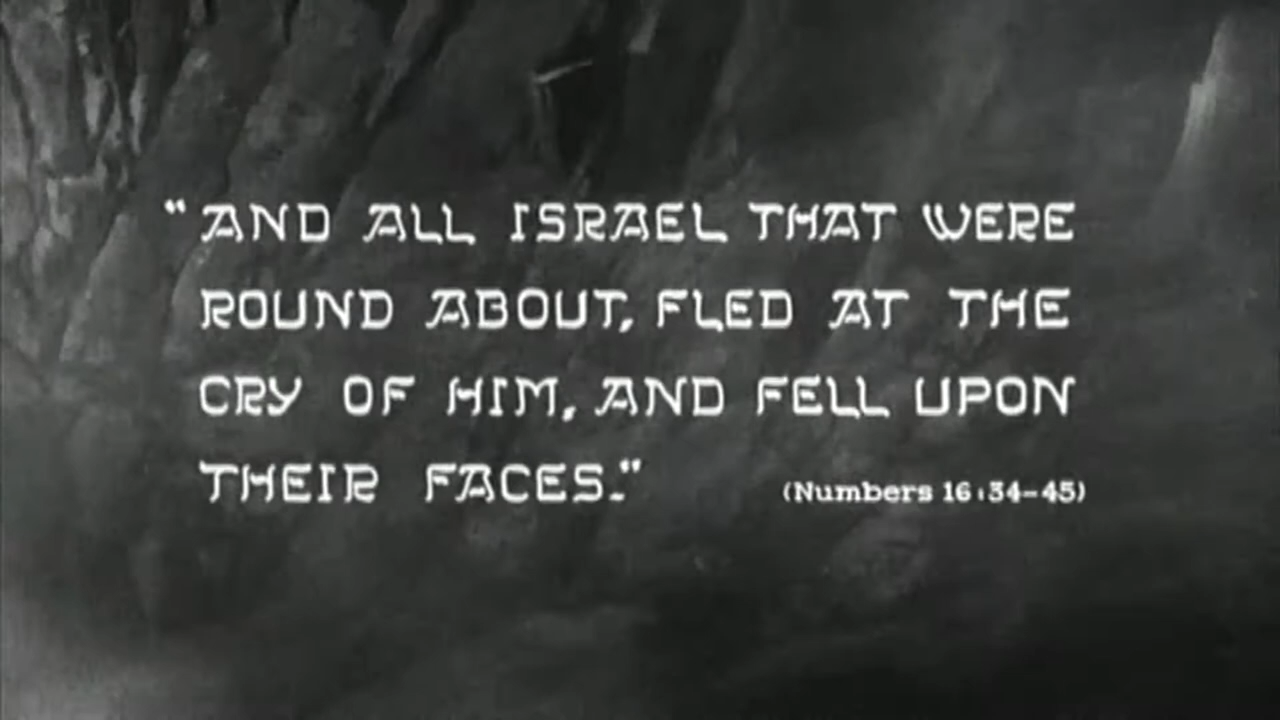 "AND ALL ISRAEL THAT WERE
ROUND ABOUT, FLED AT THE
CRY OF HIM, AND FELL UPON
THEIR FACES." (Numbers 16:34-45)